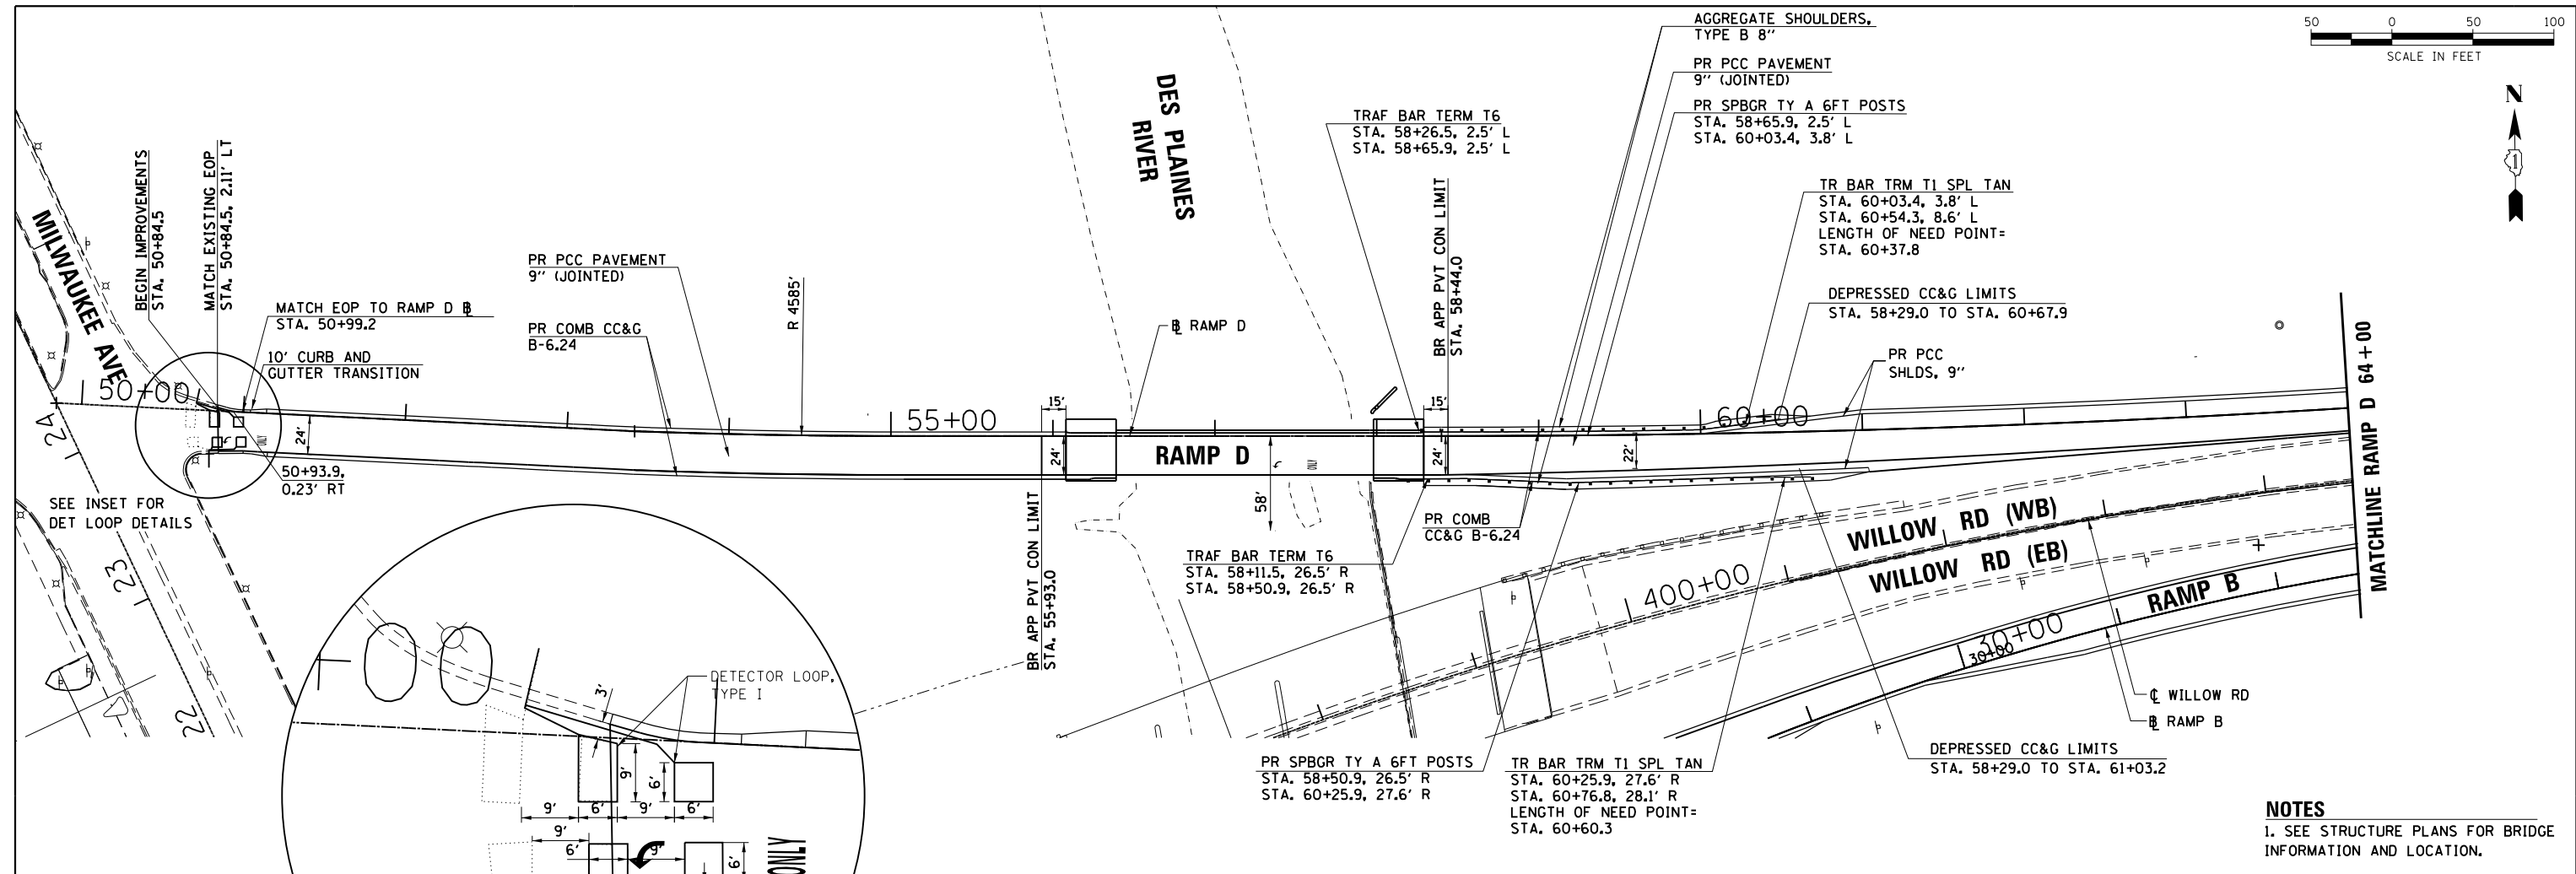 AGGREGATE SHOULDERS,
TYPE B 8''
50 0 50 100
SCALE IN FEET
N
1
PR PCC PAVEMENT
9'' (JOINTED)
PR SPBGR TY A 6FT POSTS
STA. 58+65.9, 2.5' L
STA. 60+03.4, 3.8' L
TRAF BAR TERM T6
STA. 58+26.5, 2.5' L
STA. 58+65.9, 2.5' L
DES PLAINES
RIVER
TR BAR TRM T1 SPL TAN
STA. 60+03.4, 3.8' L
STA. 60+54.3, 8.6' L
LENGTH OF NEED POINT=
STA. 60+37.8
BEGIN IMPROVEMENTS
STA. 50+84.5
MATCH EXISTING EOP
STA. 50+84.5, 2.11' LT
MILWAUKEE AVE
PR PCC PAVEMENT
9'' (JOINTED)
R 4585'
BR APP PVT CON LIMIT
STA. 58+44.0
DEPRESSED CC&G LIMITS
STA. 58+29.0 TO STA. 60+67.9
MATCH EOP TO RAMP D BL
STA. 50+99.2
PR COMB CC&G
B-6.24
BL RAMP D
10' CURB AND
GUTTER TRANSITION
PR PCC
SHLDS, 9''
MATCHLINE RAMP D 64+00
50+00
55+00
60+00
15'
15'
24'
24'
RAMP D
ONLY
24'
22'
24
50+93.9,
0.23' RT
ONLY
58'
SEE INSET FOR
DET LOOP DETAILS
BR APP PVT CON LIMIT
STA. 55+93.0
PR COMB
CC&G B-6.24
TRAF BAR TERM T6
STA. 58+11.5, 26.5' R
STA. 58+50.9, 26.5' R
WILLOW RD (WB)
WILLOW RD (EB)
400+00
RAMP B
23
22
30+00
30+00
DETECTOR LOOP,
TYPE I
3'
CL WILLOW RD
BL RAMP B
DEPRESSED CC&G LIMITS
STA. 58+29.0 TO STA. 61+03.2
PR SPBGR TY A 6FT POSTS
STA. 58+50.9, 26.5' R
STA. 60+25.9, 27.6' R
TR BAR TRM T1 SPL TAN
STA. 60+25.9, 27.6' R
STA. 60+76.8, 28.1' R
LENGTH OF NEED POINT=
STA. 60+60.3
9'
6'
9' 6' 9' 6'
9'
6' 9'
6'
ONLY
NOTES
1. SEE STRUCTURE PLANS FOR BRIDGE
INFORMATION AND LOCATION.